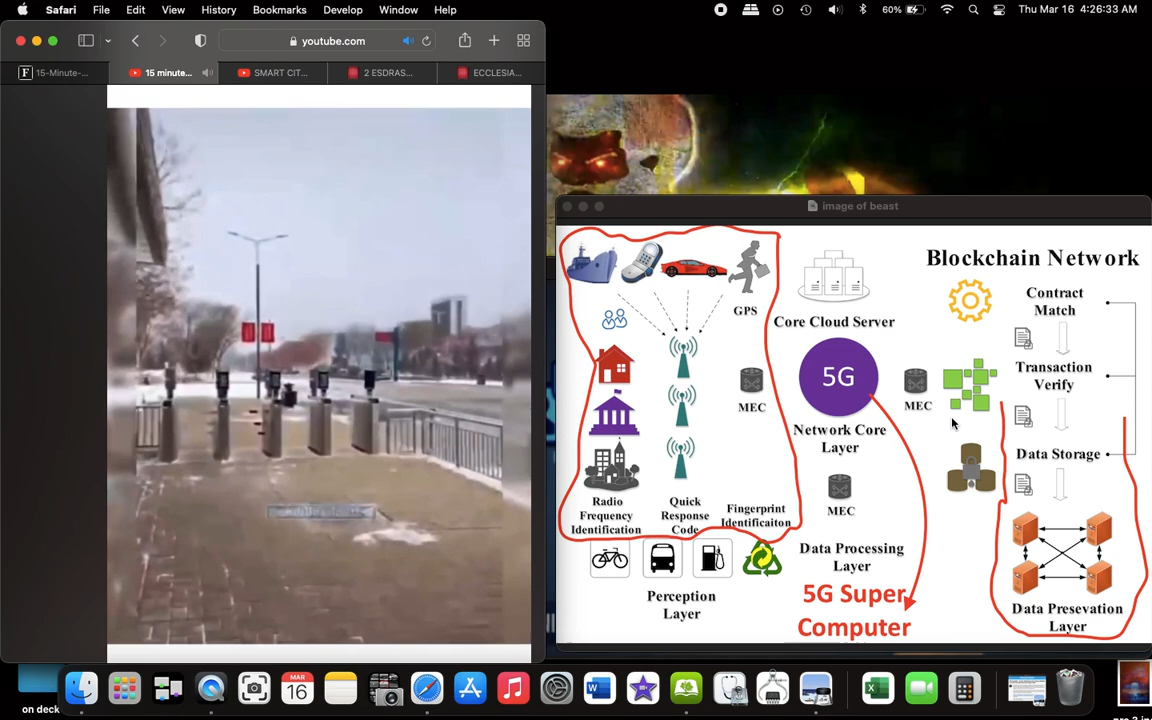 Safari File Edit View History Bookmarks Develop Window Help 60% Thu Mar 16 4:26:33 AM
youtube.com
F 15-Minute-... 15 minute... SMART CIT... 2 ESDRAS... ECCLESIA...
image of beast
Blockchain Network
GPS
Core Cloud Server
Contract
Match
5G
MEC
MEC
Transaction
Verify
Network Core
Layer
Data Storage
MEC
Radio
Frequency
Identification
Quick
Response
Code
Fingerprint
Identificaiton
Data Processing
Layer
Perception
Layer
5G Super
Computer
Data Presevation
Layer
MAR
16
on deck